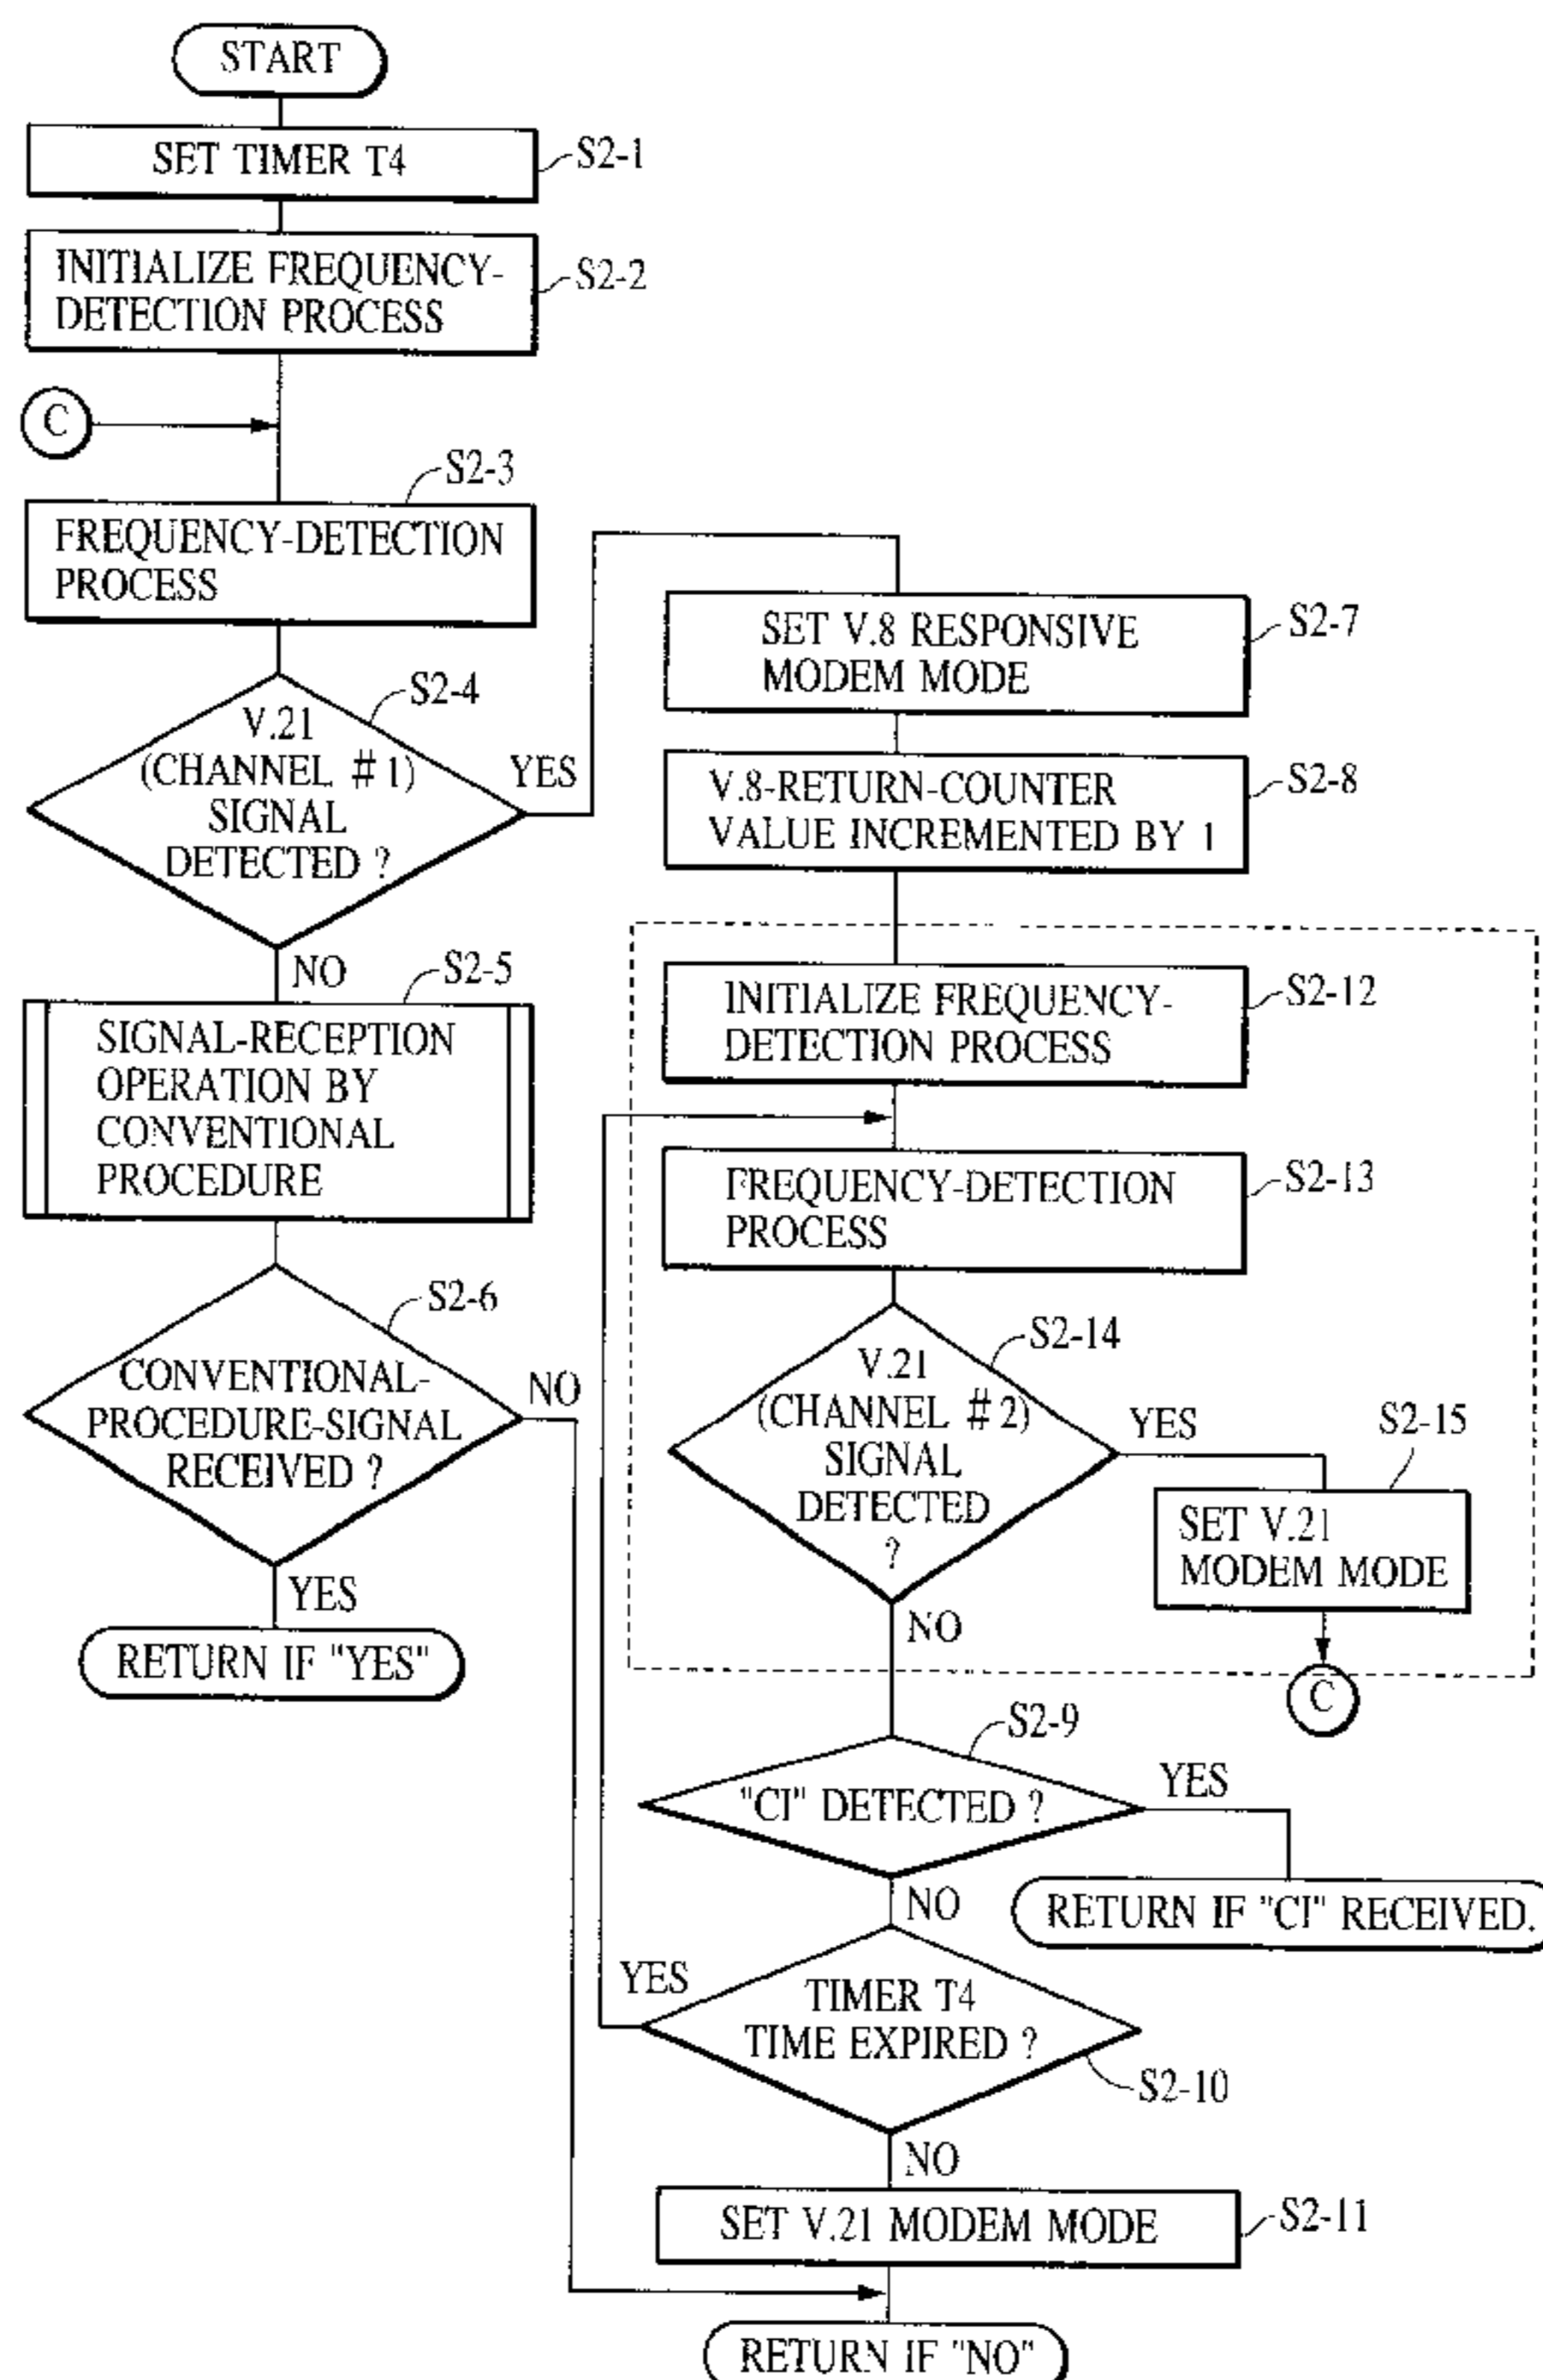 START
SET TIMER T4
S2-1
INITIALIZE FREQUENCY-
DETECTION PROCESS
S2-2
C
S2-3
FREQUENCY-DETECTION
PROCESS
S2-4
V.21
(CHANNEL #1)
SIGNAL
DETECTED ?
YES
NO
S2-5
SIGNAL-RECEPTION
OPERATION BY
CONVENTIONAL
PROCEDURE
S2-6
CONVENTIONAL-
PROCEDURE-SIGNAL
RECEIVED ?
NO
YES
RETURN IF "YES"
SET V.8 RESPONSIVE
MODEM MODE
S2-7
V.8-RETURN-COUNTER
VALUE INCREMENTED BY 1
S2-8
INITIALIZE FREQUENCY-
DETECTION PROCESS
S2-12
FREQUENCY-DETECTION
PROCESS
S2-13
S2-14
V.21
(CHANNEL #2)
SIGNAL
DETECTED
?
YES
S2-15
SET V.21
MODEM MODE
C
NO
S2-9
"CI" DETECTED ?
YES
RETURN IF "CI" RECEIVED.
NO
YES
TIMER T4
TIME EXPIRED ?
S2-10
NO
SET V.21 MODEM MODE
S2-11
RETURN IF "NO"